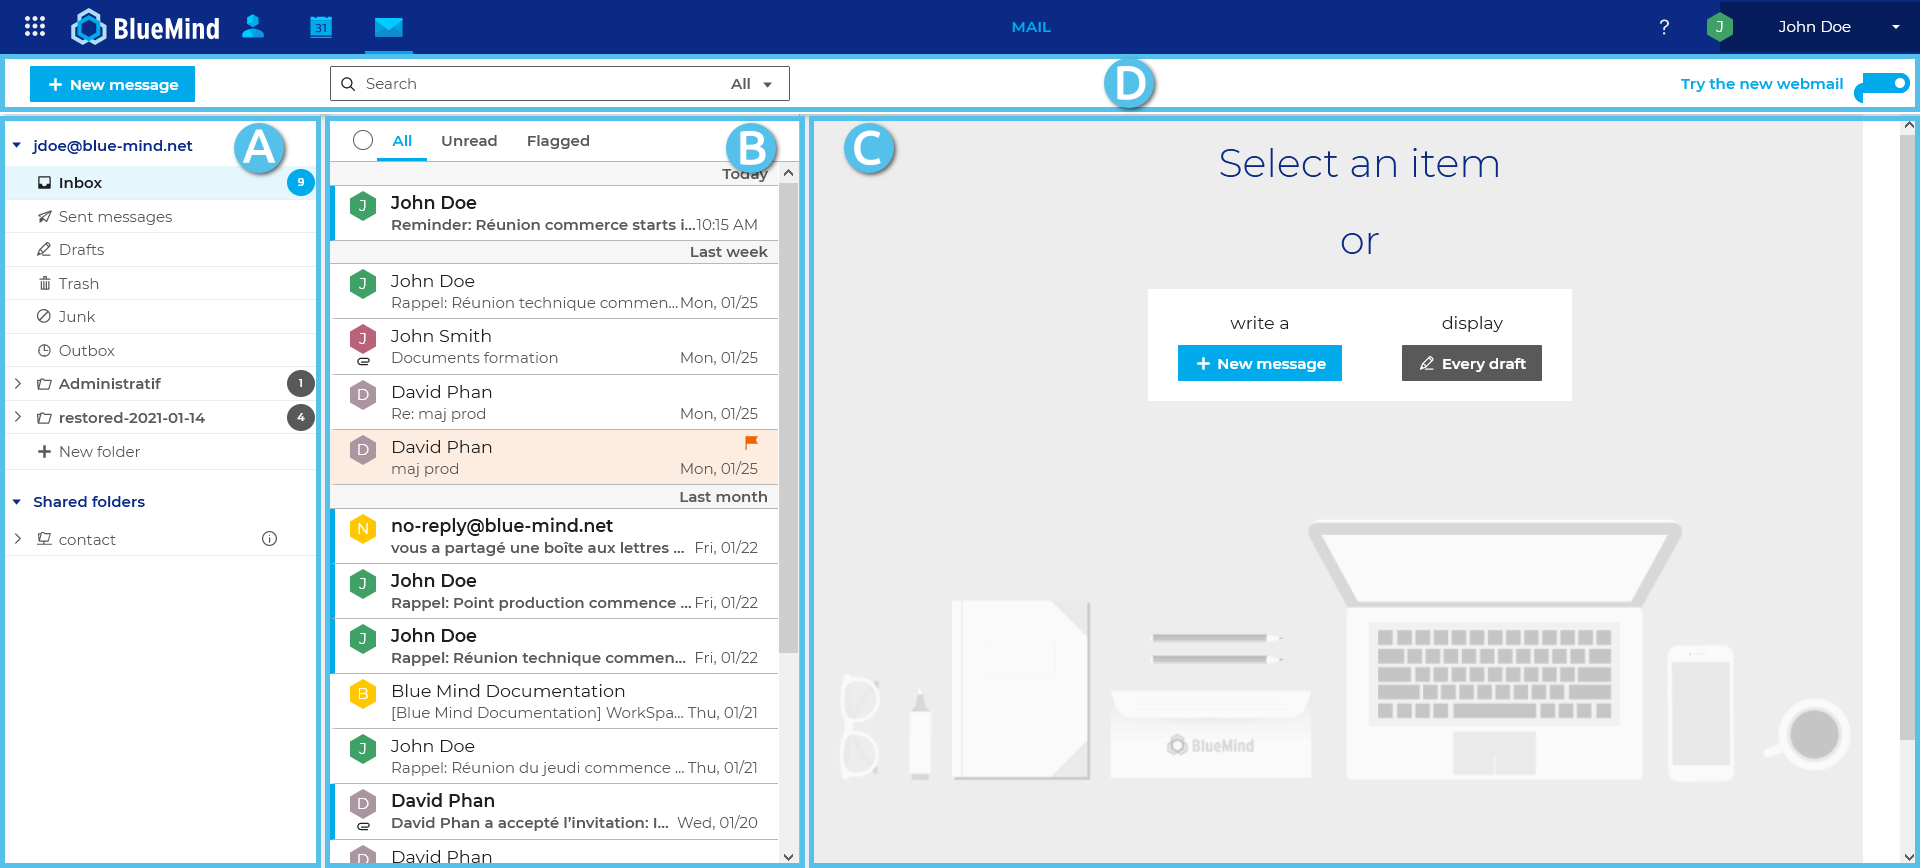 BlueMind
31
MAIL
?
J
John Doe
+ New message
Search
All
D
Try the new webmail
jdoe@blue-mind.net
A
Inbox
9
Sent messages
Drafts
Trash
Junk
Outbox
Administratif
1
restored-2021-01-14
4
+ New folder
Shared folders
contact
All
Unread
Flagged
B
Today
J
John Doe
Reminder: Réunion commerce starts i...10:15 AM
Last week
J
John Doe
Rappel: Réunion technique commen... Mon, 01/25
J
John Smith
Documents formation Mon, 01/25
D
David Phan
Re: maj prod Mon, 01/25
D
David Phan
maj prod Mon, 01/25
Last month
N
no-reply@blue-mind.net
vous a partagé une boîte aux lettres ... Fri, 01/22
J
John Doe
Rappel: Point production commence ... Fri, 01/22
J
John Doe
Rappel: Réunion technique commen... Fri, 01/22
B
Blue Mind Documentation
[Blue Mind Documentation] WorkSpa... Thu, 01/21
J
John Doe
Rappel: Réunion du jeudi commence ... Thu, 01/21
D
David Phan
David Phan a accepté l'invitation: I... Wed, 01/20
D
David Phan
C
Select an item
or
write a
+ New message
display
Every draft
BlueMind